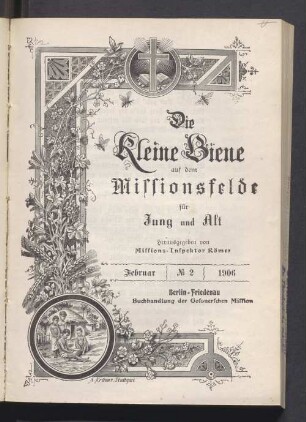 Die
Kleine Biene
auf dem
Missionsfelde
für
Jung und Alt
Herausgegeben von
Missions-Inspektor Römer
Februar № 2 1906
Berlin-Friedenau
Buchhandlung der Goßnerschen Mission